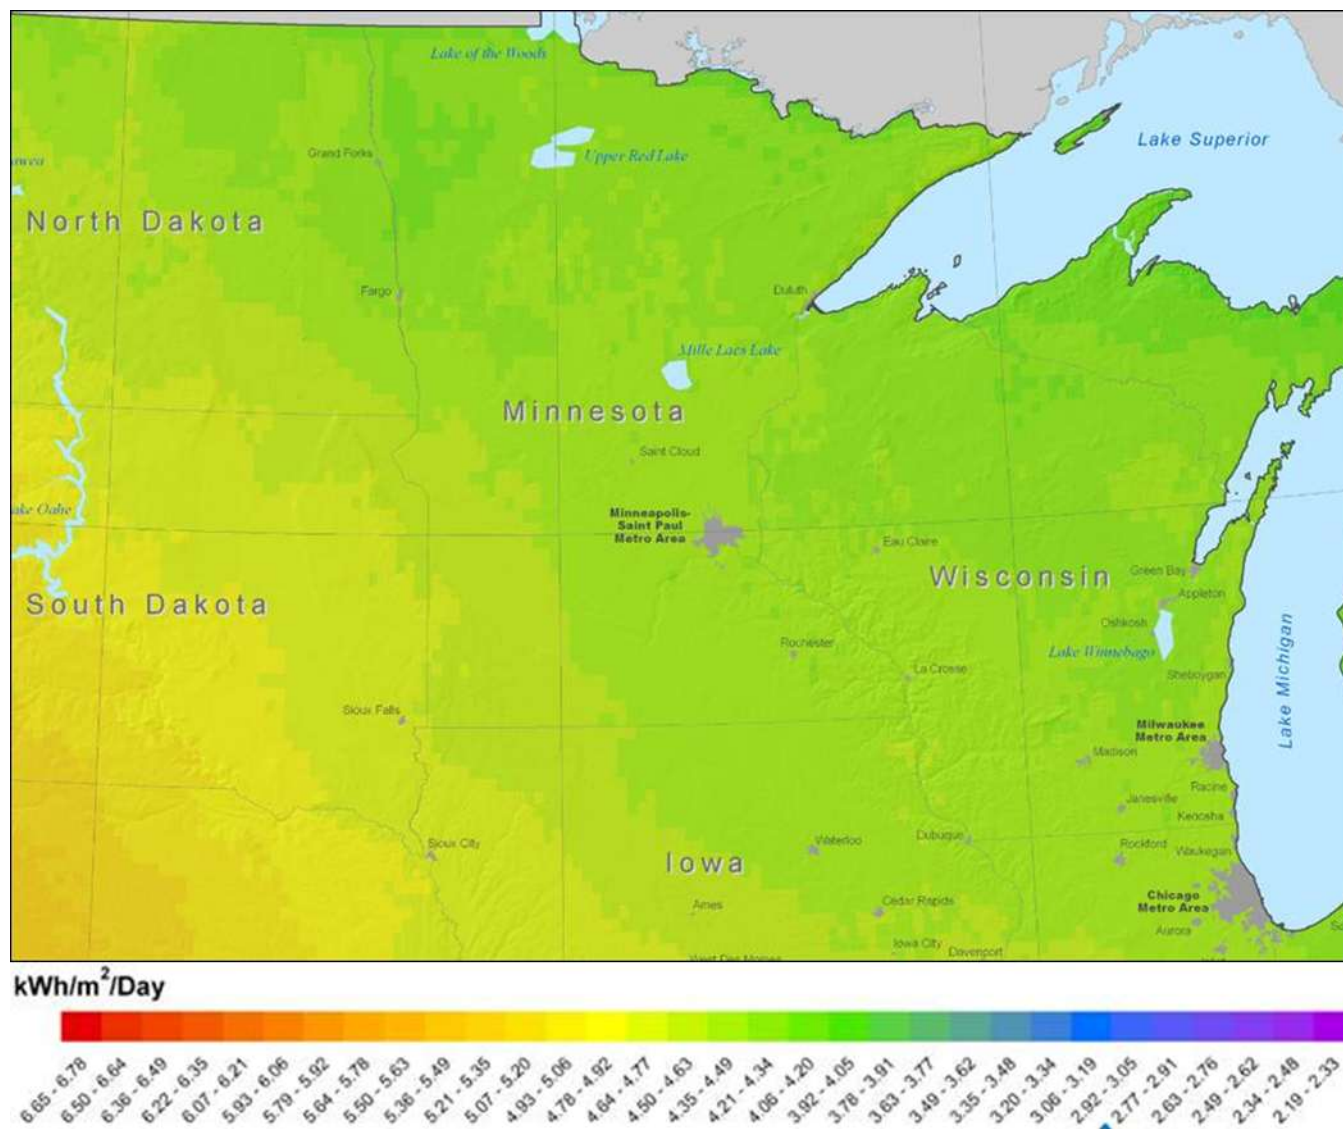 Lake of the Woods
Lake Superior
Grand Forks
Upper Red Lake
awea
North Dakota
Fargo
Duluth
Mille Lacs Lake
Minnesota
Saint Cloud
ake Oahe
Minneapolis-
Saint Paul
Metro Area
Eau Claire
Wisconsin
Green Bay
Appleton
South Dakota
Oshkosh
Lake Michigan
Rochester
Lake Winnebago
La Crosse
Sheboygan
Sioux Falls
Milwaukee
Metro Area
Madison
Racine
Janesville
Kenosha
Sioux City
Waterloo
Dubuque
Rockford
Waukegan
Iowa
Chicago
Metro Area
Ames
Cedar Rapids
Aurora
Iowa City
Davenport
West Des Moines
kWh/m²/Day
6.65 - 6.78
6.50 - 6.64
6.36 - 6.49
6.22 - 6.35
6.07 - 6.21
5.93 - 6.06
5.79 - 5.92
5.64 - 5.78
5.50 - 5.63
5.36 - 5.49
5.21 - 5.35
5.07 - 5.20
4.93 - 5.06
4.78 - 4.92
4.64 - 4.77
4.50 - 4.63
4.35 - 4.49
4.21 - 4.34
4.06 - 4.20
3.92 - 4.05
3.78 - 3.91
3.63 - 3.77
3.49 - 3.62
3.35 - 3.48
3.20 - 3.34
3.06 - 3.19
2.92 - 3.05
2.77 - 2.91
2.63 - 2.76
2.49 - 2.62
2.34 - 2.48
2.19 - 2.33